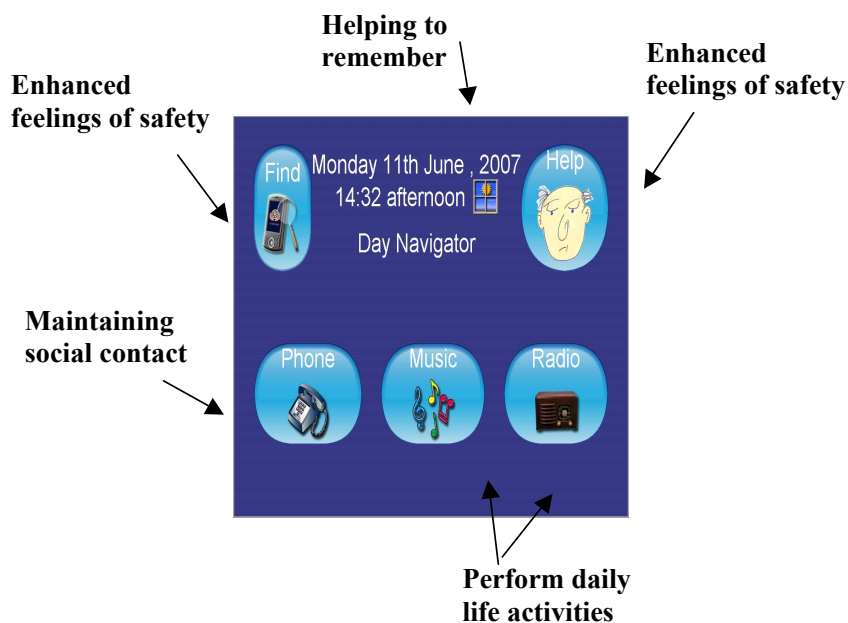 Helping to
remember
Enhanced
feelings of safety
Enhanced
feelings of safety
Find
Monday 11th June , 2007
Help
14:32 afternoon
Day Navigator
Maintaining
social contact
Phone
Music
Radio
Perform daily
life activities